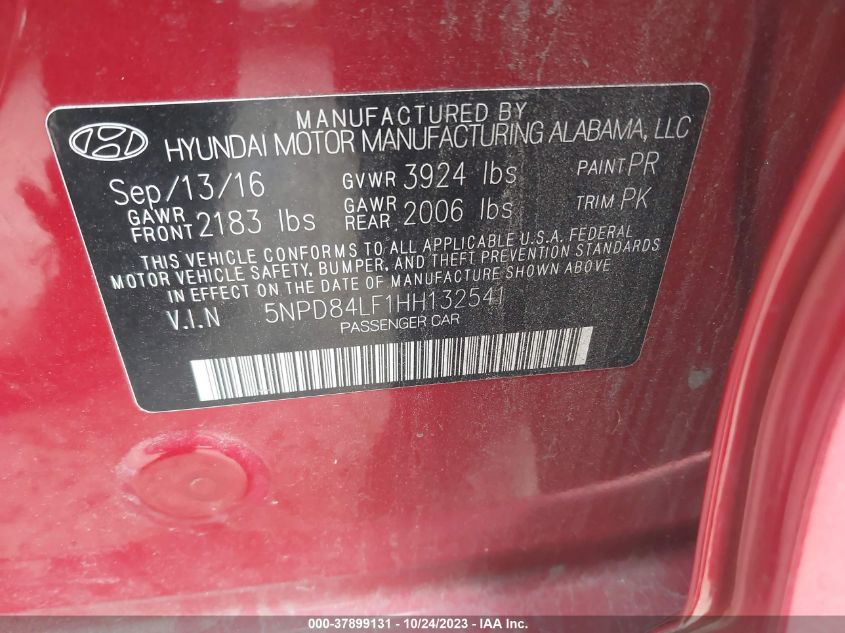 MANUFACTURED BY
HYUNDAI MOTOR MANUFACTURING ALABAMA, LLC
Sep/13/16 GVWR 3924 lbs PAINT PR
GAWR FRONT 2183 lbs GAWR REAR 2006 lbs TRIM PK
THIS VEHICLE CONFORMS TO ALL APPLICABLE U.S.A. FEDERAL
MOTOR VEHICLE SAFETY, BUMPER, AND THEFT PREVENTION STANDARDS
IN EFFECT ON THE DATE OF MANUFACTURE SHOWN ABOVE
V.I.N 5NPD84LF1HH132541
PASSENGER CAR
000-37899131 - 10/24/2023 - IAA Inc.